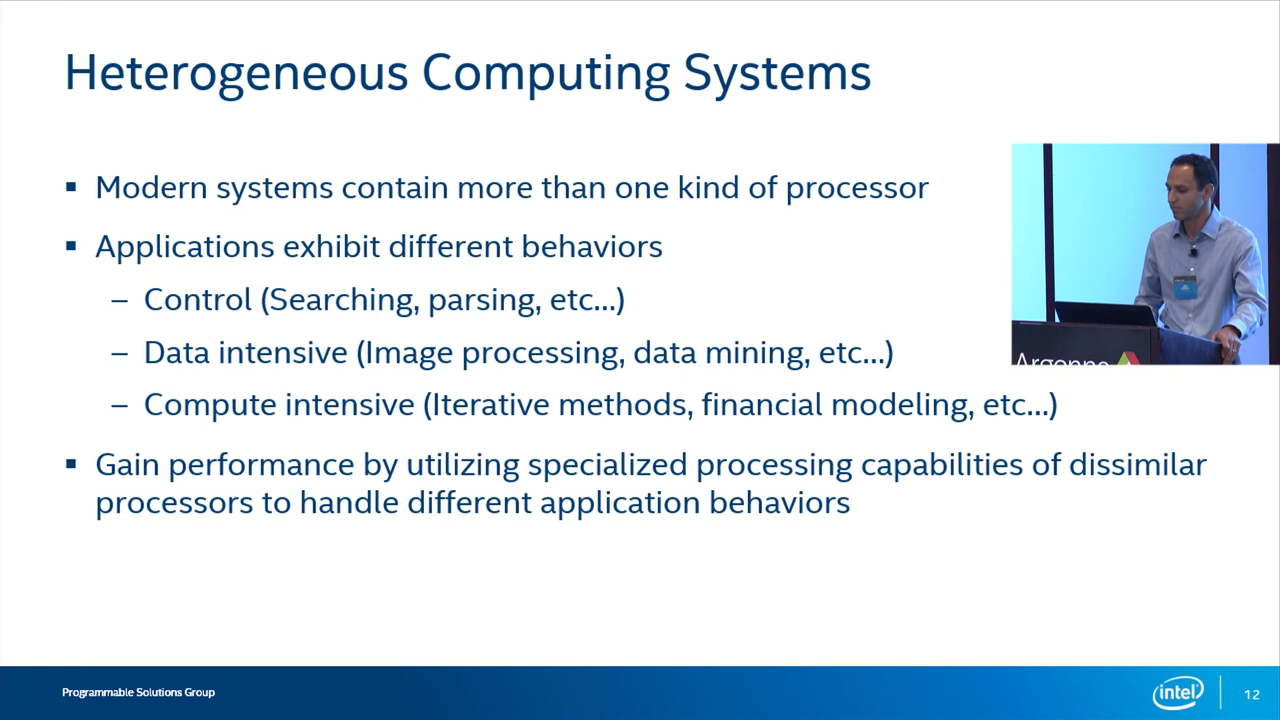 Heterogeneous Computing Systems
▪ Modern systems contain more than one kind of processor
▪ Applications exhibit different behaviors
– Control (Searching, parsing, etc…)
– Data intensive (Image processing, data mining, etc…)
– Compute intensive (Iterative methods, financial modeling, etc…)
▪ Gain performance by utilizing specialized processing capabilities of dissimilar
processors to handle different application behaviors
Argonne
Programmable Solutions Group
intel
12